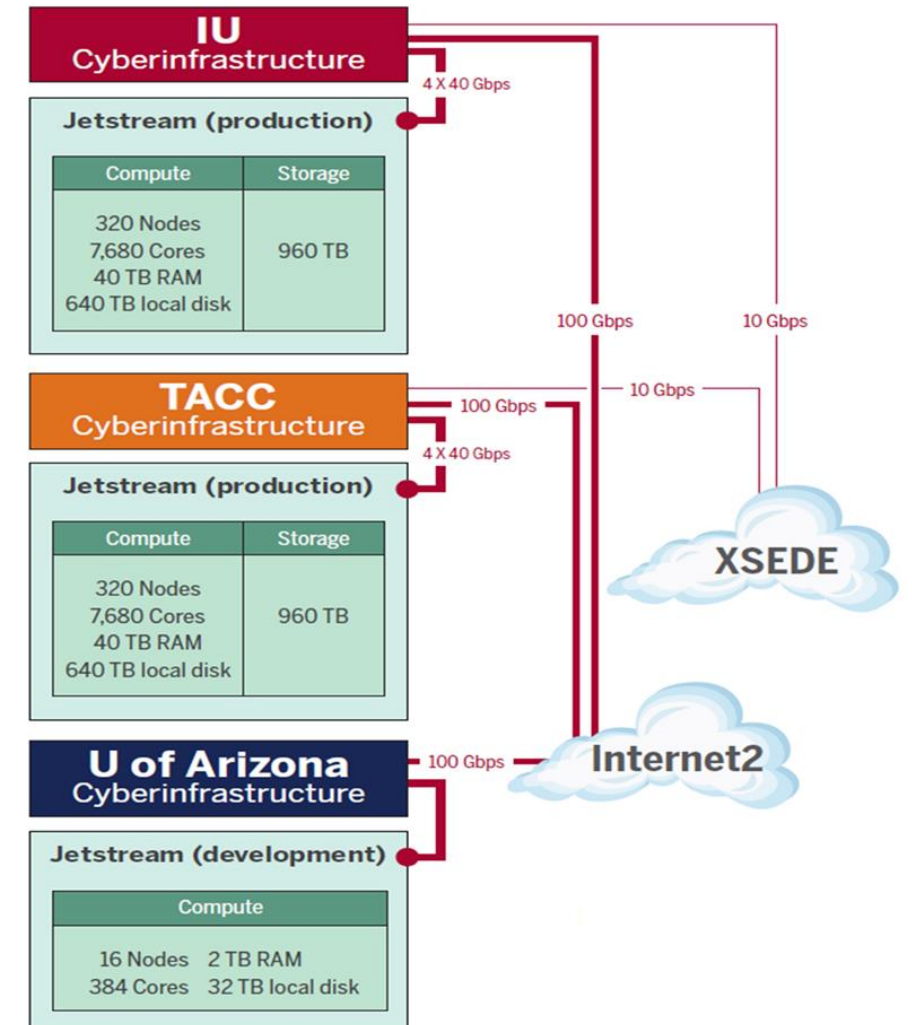 IU
Cyberinfrastructure
4 X 40 Gbps
Jetstream (production)
Compute Storage
320 Nodes
7,680 Cores
40 TB RAM
640 TB local disk
960 TB
100 Gbps
10 Gbps
TACC
Cyberinfrastructure
100 Gbps
10 Gbps
4 X 40 Gbps
Jetstream (production)
Compute Storage
320 Nodes
7,680 Cores
40 TB RAM
640 TB local disk
960 TB
XSEDE
U of Arizona
Cyberinfrastructure
100 Gbps
Internet2
Jetstream (development)
Compute
16 Nodes 2 TB RAM
384 Cores 32 TB local disk